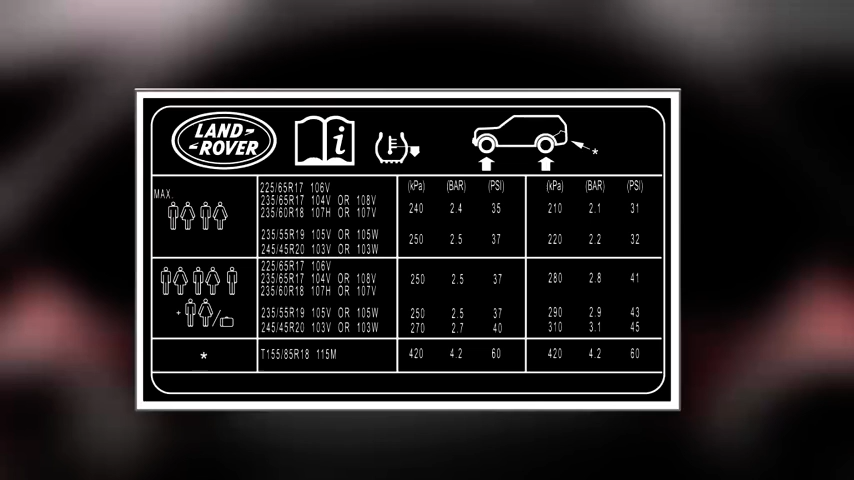 LAND-
-ROVER
i
*
(kPa) (BAR) (PSI) (kPa) (BAR) (PSI)
MAX.
225/65R17 106V
235/65R17 104V OR 108V
235/60R18 107H OR 107V
240 2.4 35 210 2.1 31
235/55R19 105V OR 105W
245/45R20 103V OR 103W
250 2.5 37 220 2.2 32
225/65R17 106V
235/65R17 104V OR 108V
235/60R18 107H OR 107V
250 2.5 37 280 2.8 41
+ /
235/55R19 105V OR 105W 250 2.5 37 290 2.9 43
245/45R20 103V OR 103W 270 2.7 40 310 3.1 45
* T155/85R18 115M 420 4.2 60 420 4.2 60